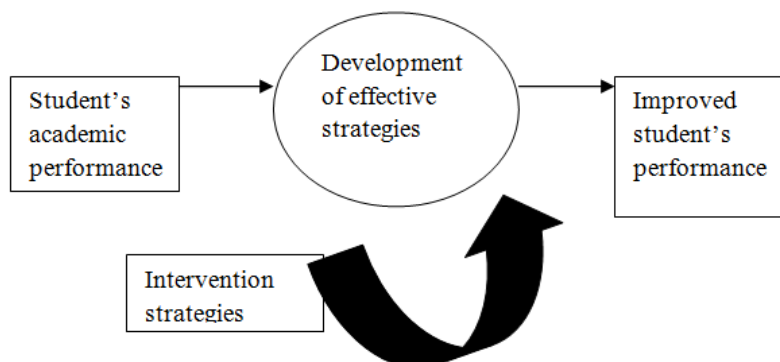 Student’s
academic
performance
Development
of effective
strategies
Improved
student’s
performance
Intervention
strategies